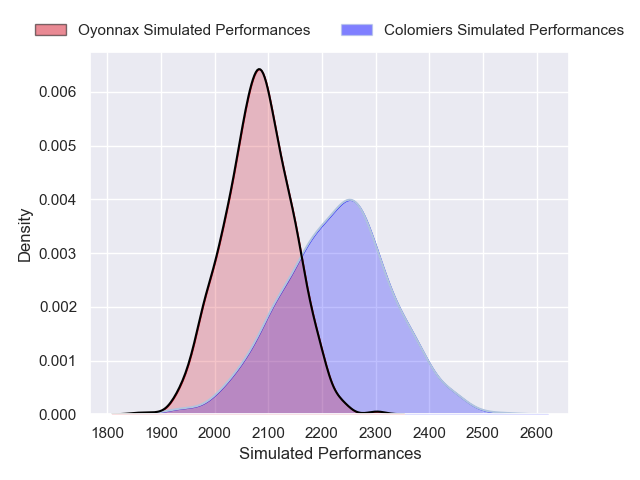 Oyonnax Simulated Performances
Colomiers Simulated Performances
Density
0.006
0.005
0.004
0.003
0.002
0.001
0.000
1800 1900 2000 2100 2200 2300 2400 2500 2600
Simulated Performances